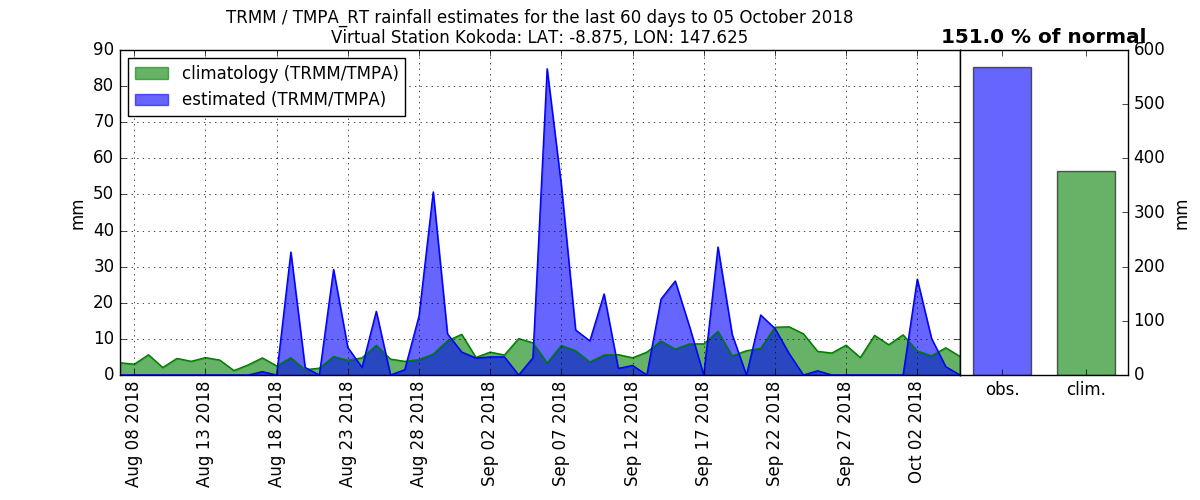 TRMM / TMPA_RT rainfall estimates for the last 60 days to 05 October 2018
Virtual Station Kokoda: LAT: -8.875, LON: 147.625
151.0 % of normal
climatology (TRMM/TMPA)
estimated (TRMM/TMPA)
mm
90
80
70
60
50
40
30
20
10
0
Aug 08 2018
Aug 13 2018
Aug 18 2018
Aug 23 2018
Aug 28 2018
Sep 02 2018
Sep 07 2018
Sep 12 2018
Sep 17 2018
Sep 22 2018
Sep 27 2018
Oct 02 2018
600
500
400
300
200
100
0
mm
obs.
clim.